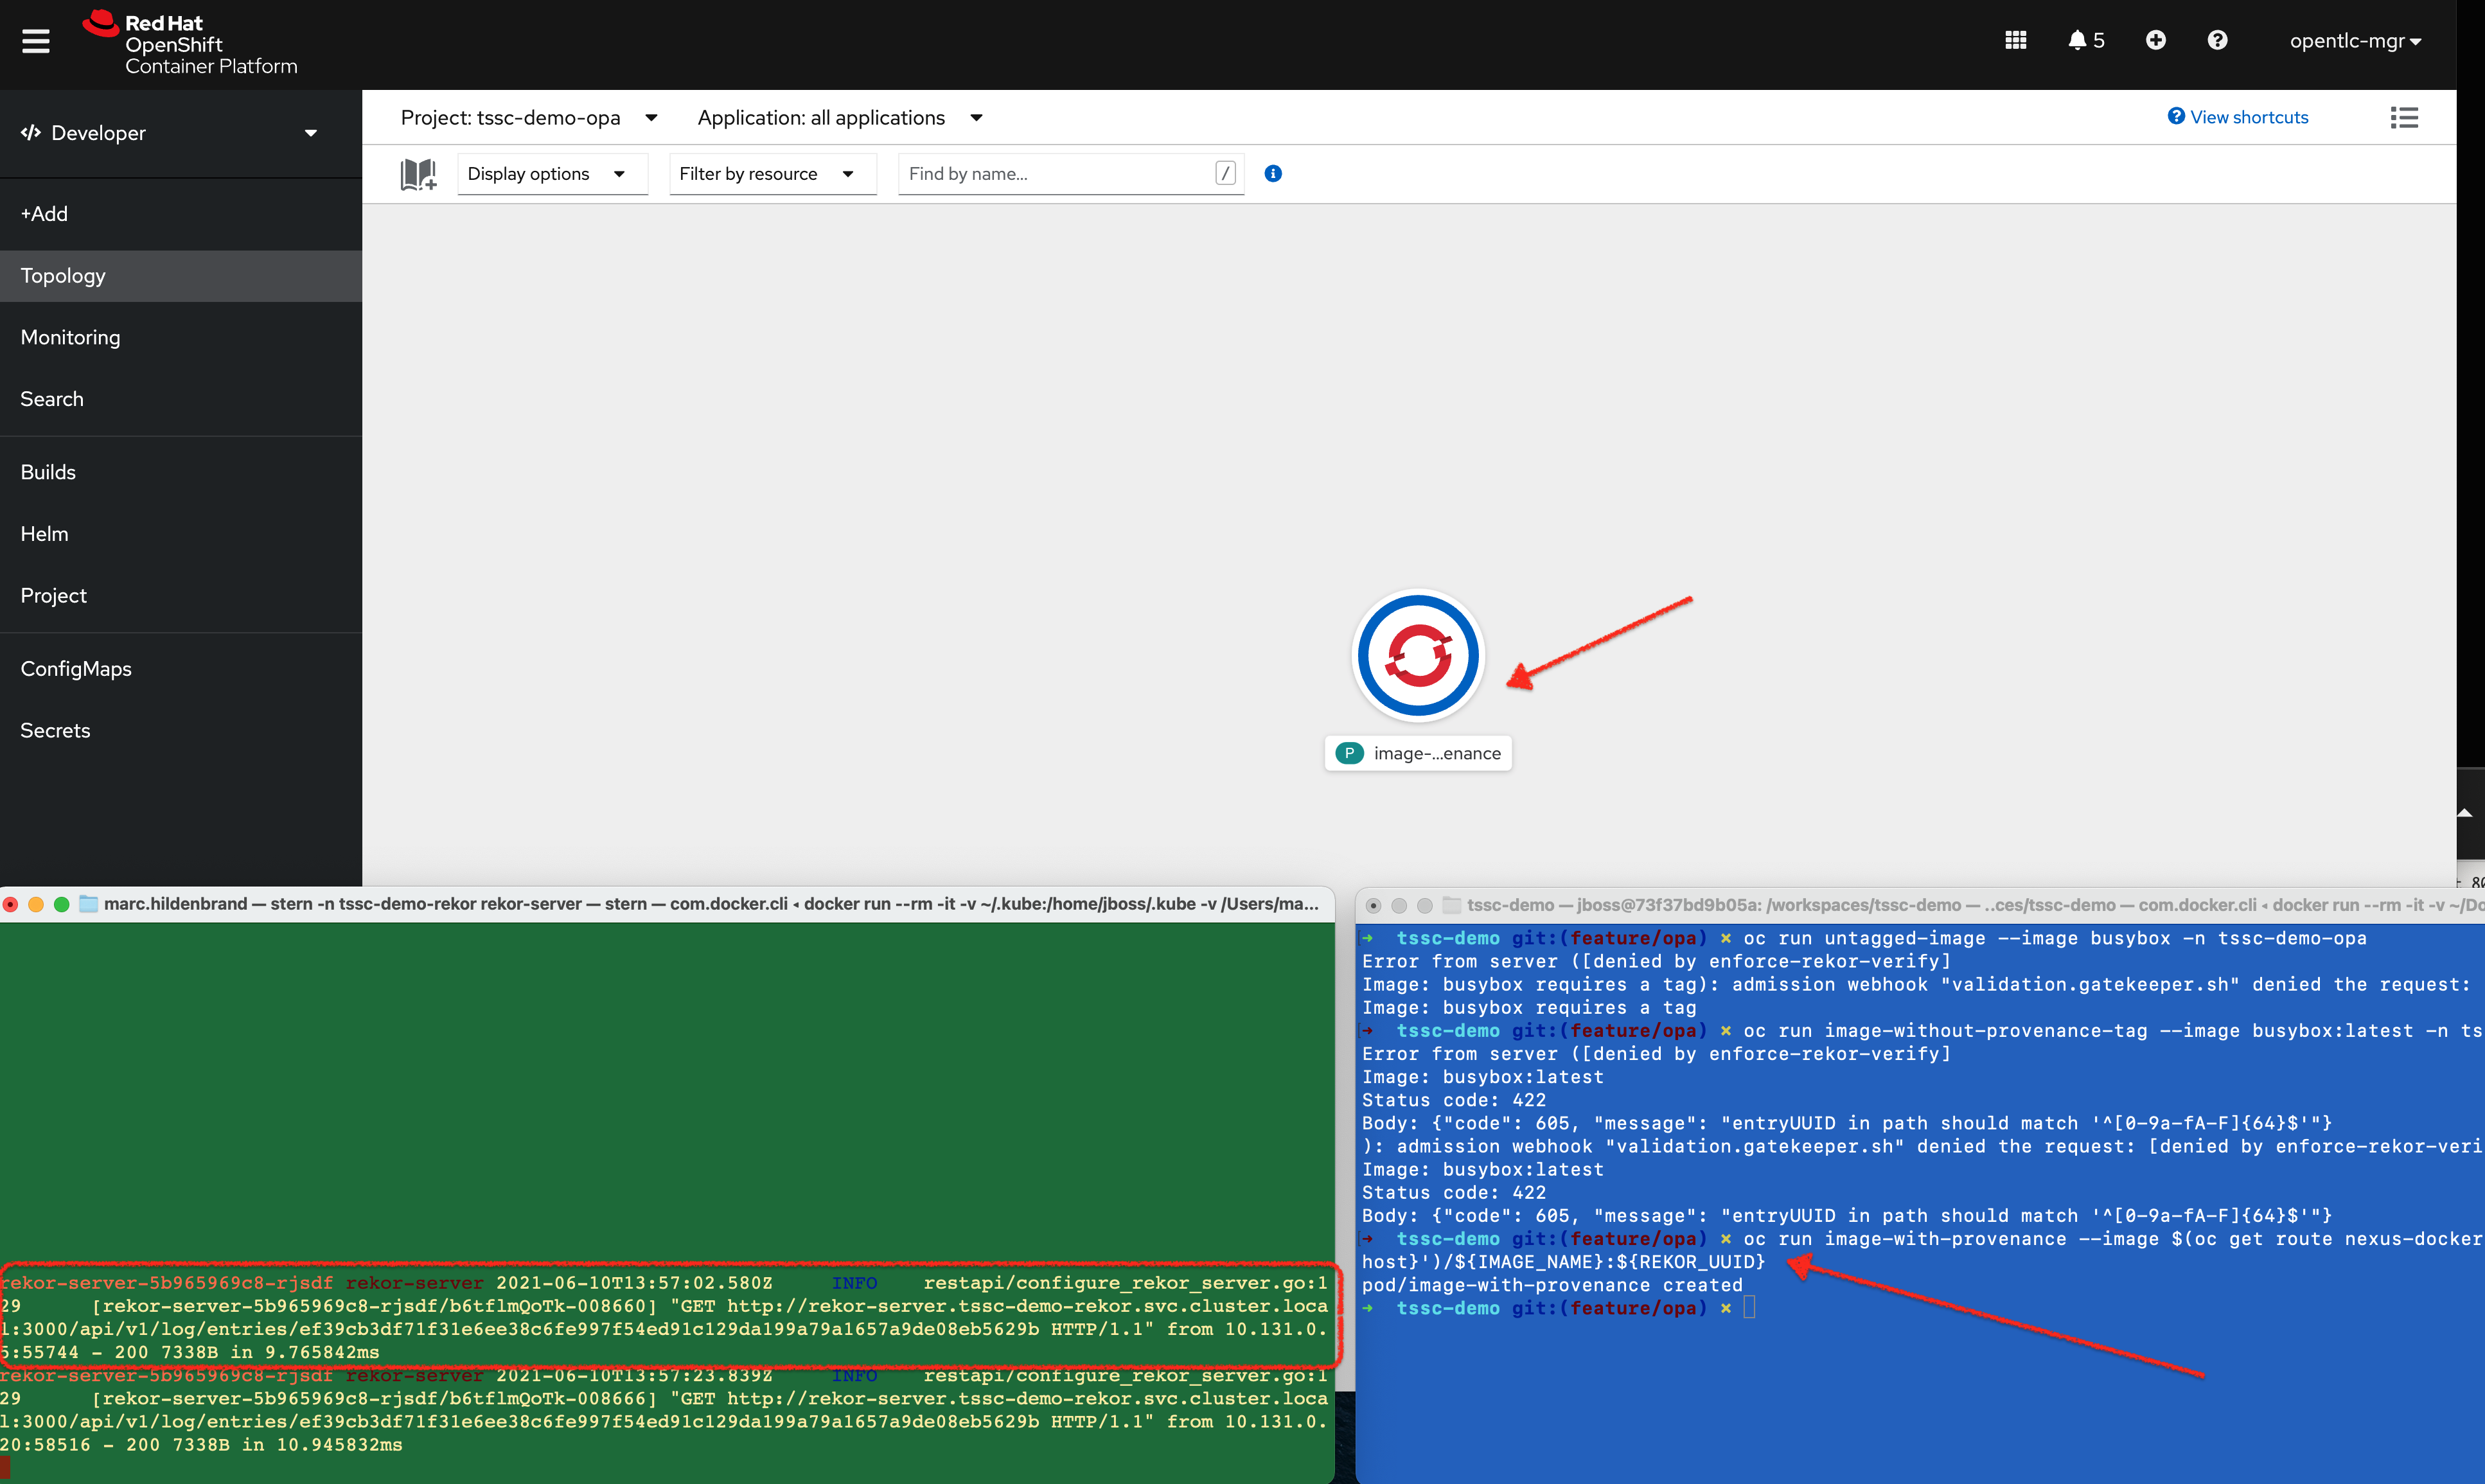 Red Hat
OpenShift
Container Platform
5
opentlc-mgr
Developer
Project: tssc-demo-opa
Application: all applications
View shortcuts
Display options
Filter by resource
Find by name...
/
+Add
Topology
Monitoring
Search
Builds
Helm
Project
ConfigMaps
Secrets
P image-...enance
80
marc.hildenbrand — stern -n tssc-demo-rekor rekor-server — stern — com.docker.cli ◂ docker run --rm -it -v ~/.kube:/home/jboss/.kube -v /Users/ma...
rekor-server-5b965969c8-rjsdf rekor-server 2021-06-10T13:57:02.580Z INFO restapi/configure_rekor_server.go:1
29 [rekor-server-5b965969c8-rjsdf/b6tflmQoTk-008660] "GET http://rekor-server.tssc-demo-rekor.svc.cluster.loca
l:3000/api/v1/log/entries/ef39cb3df71f31e6ee38c6fe997f54ed91c129da199a79a1657a9de08eb5629b HTTP/1.1" from 10.131.0.
5:55744 – 200 7338B in 9.765842ms
rekor-server-5b965969c8-rjsdf rekor-server 2021-06-10T13:57:23.839Z INFO restapi/configure_rekor_server.go:1
29 [rekor-server-5b965969c8-rjsdf/b6tflmQoTk-008666] "GET http://rekor-server.tssc-demo-rekor.svc.cluster.loca
l:3000/api/v1/log/entries/ef39cb3df71f31e6ee38c6fe997f54ed91c129da199a79a1657a9de08eb5629b HTTP/1.1" from 10.131.0.
20:58516 – 200 7338B in 10.945832ms
tssc-demo — jboss@73f37bd9b05a: /workspaces/tssc-demo — ..ces/tssc-demo — com.docker.cli ◂ docker run --rm -it -v ~/Do
➜ tssc-demo git:(feature/opa) ✗ oc run untagged-image --image busybox -n tssc-demo-opa
Error from server ([denied by enforce-rekor-verify]
Image: busybox requires a tag): admission webhook "validation.gatekeeper.sh" denied the request:
Image: busybox requires a tag
➜ tssc-demo git:(feature/opa) ✗ oc run image-without-provenance-tag --image busybox:latest -n ts
Error from server ([denied by enforce-rekor-verify]
Image: busybox:latest
Status code: 422
Body: {"code": 605, "message": "entryUUID in path should match '^[0-9a-fA-F]{64}$'"}
): admission webhook "validation.gatekeeper.sh" denied the request: [denied by enforce-rekor-veri
Image: busybox:latest
Status code: 422
Body: {"code": 605, "message": "entryUUID in path should match '^[0-9a-fA-F]{64}$'"}
➜ tssc-demo git:(feature/opa) ✗ oc run image-with-provenance --image $(oc get route nexus-docker
host}')/${IMAGE_NAME}:${REKOR_UUID}
pod/image-with-provenance created
➜ tssc-demo git:(feature/opa) ✗